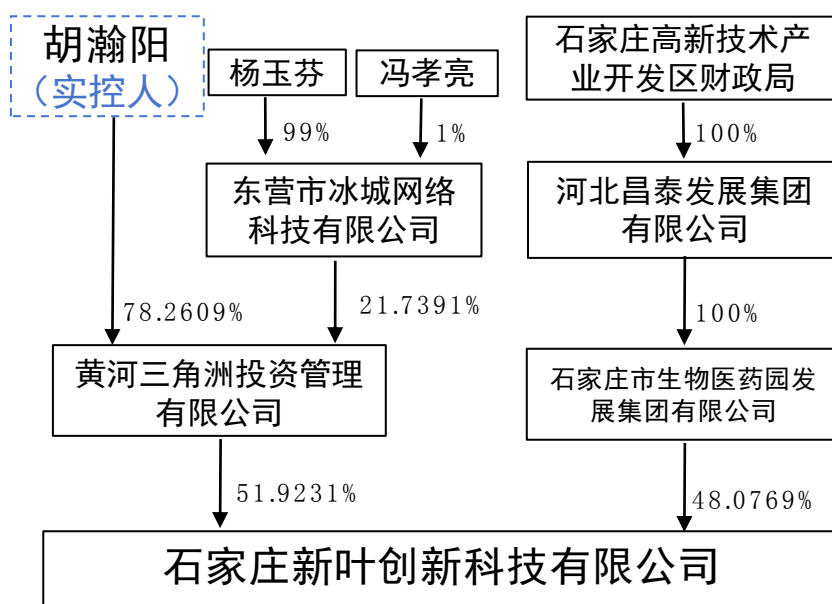 胡瀚阳
（实控人）
杨玉芬
冯孝亮
石家庄高新技术产
业开发区财政局
99%
1%
100%
东营市冰城网络
科技有限公司
河北昌泰发展集团
有限公司
78.2609%
21.7391%
100%
黄河三角洲投资管理
有限公司
石家庄市生物医药园发
展集团有限公司
51.9231%
48.0769%
石家庄新叶创新科技有限公司